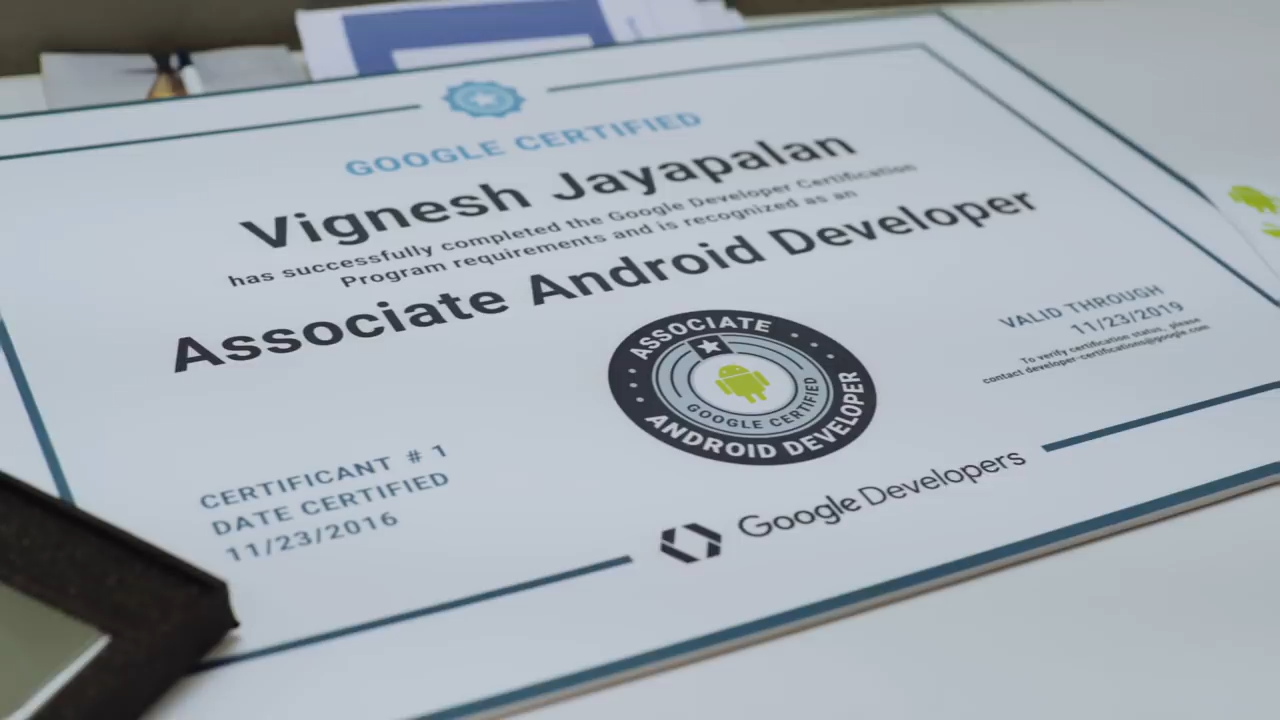 GOOGLE CERTIFIED
Vignesh Jayapalan
has successfully completed the Google Developer Certification
Program requirements and is recognized as an
Associate Android Developer
ASSOCIATE
GOOGLE CERTIFIED
ANDROID DEVELOPER
VALID THROUGH
11/23/2019
To verify certification status, please
contact developer-certifications@google.com
CERTIFICANT # 1
DATE CERTIFIED
11/23/2016
Google Developers